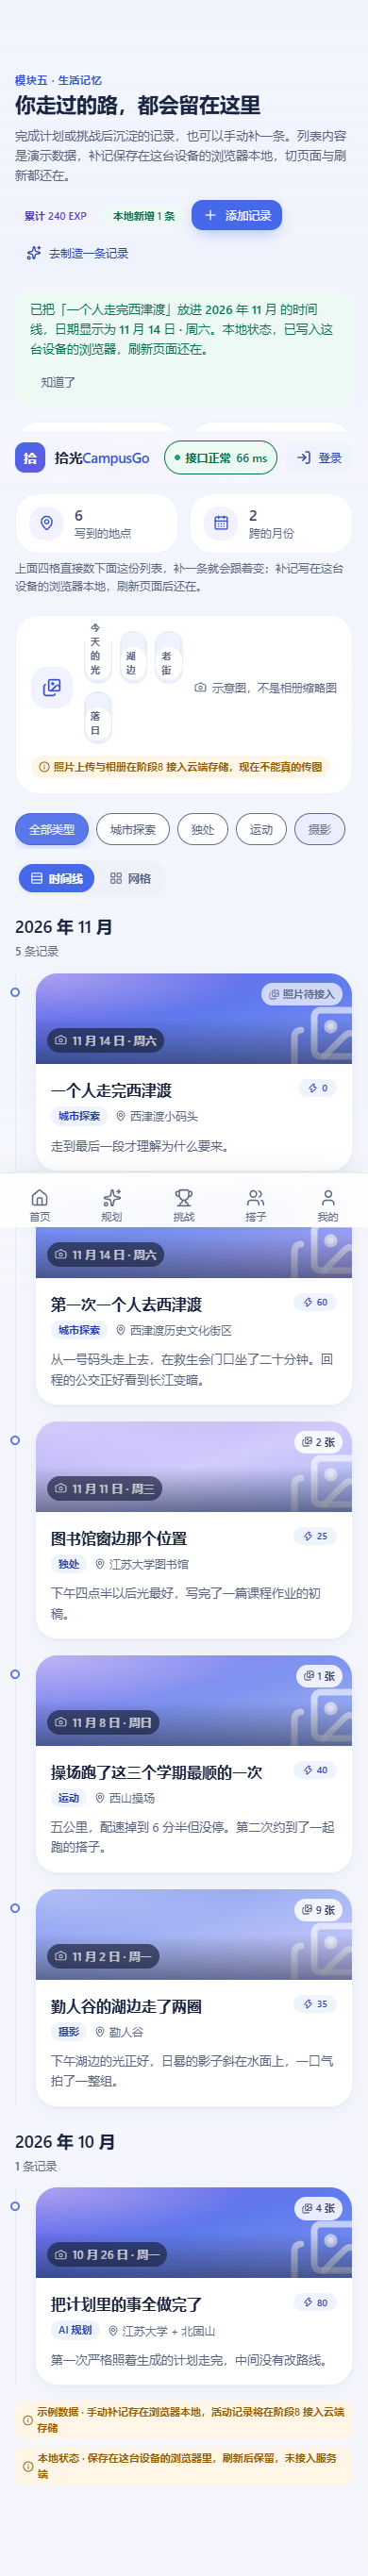 模块五 · 生活记忆
你走过的路，都会留在这里
完成计划或挑战后沉淀的记录，也可以手动补一条。列表内容
是演示数据，补记保存在这台设备的浏览器本地，切页面与刷
新都还在。
累计 240 EXP
本地新增 1 条
添加记录
去制造一条记录
已把「一个人走完西津渡」放进 2026 年 11 月 的时间
线，日期显示为 11 月 14 日 · 周六。本地状态，已写入这
台设备的浏览器，刷新页面还在。
知道了
拾
拾光CampusGo
接口正常 66 ms
登录
6
写到的地点
2
跨的月份
上面四格直接数下面这份列表，补一条就会跟着变；补记写在这台
设备的浏览器本地，刷新页面后还在。
今天的光
湖边
老街
落日
示意图，不是相册缩略图
照片上传与相册在阶段8 接入云端存储，现在不能真的传图
全部类型
城市探索
独处
运动
摄影
时间线
网格
2026 年 11 月
5 条记录
照片待接入
11 月 14 日 · 周六
一个人走完西津渡
0
城市探索
西津渡小码头
走到最后一段才理解为什么要来。
首页
规划
挑战
搭子
我的
11 月 14 日 · 周六
第一次一个人去西津渡
60
城市探索
西津渡历史文化街区
从一号码头走上去，在救生会门口坐了二十分钟。回
程的公交正好看到长江变暗。
2 张
11 月 11 日 · 周三
图书馆窗边那个位置
25
独处
江苏大学图书馆
下午四点半以后光最好，写完了一篇课程作业的初
稿。
1 张
11 月 8 日 · 周日
操场跑了这三个学期最顺的一次
40
运动
西山操场
五公里，配速掉到 6 分半但没停。第二次约到了一起
跑的搭子。
9 张
11 月 2 日 · 周一
勤人谷的湖边走了两圈
35
摄影
勤人谷
下午湖边的光正好，日晷的影子斜在水面上，一口气
拍了一整组。
2026 年 10 月
1 条记录
4 张
10 月 26 日 · 周一
把计划里的事全做完了
80
AI 规划
江苏大学 + 北固山
第一次严格照着生成的计划走完，中间没有改路线。
示例数据 · 手动补记存在浏览器本地，活动记录将在阶段8 接入云端
存储
本地状态 · 保存在这台设备的浏览器里，刷新后保留，未接入服务
端